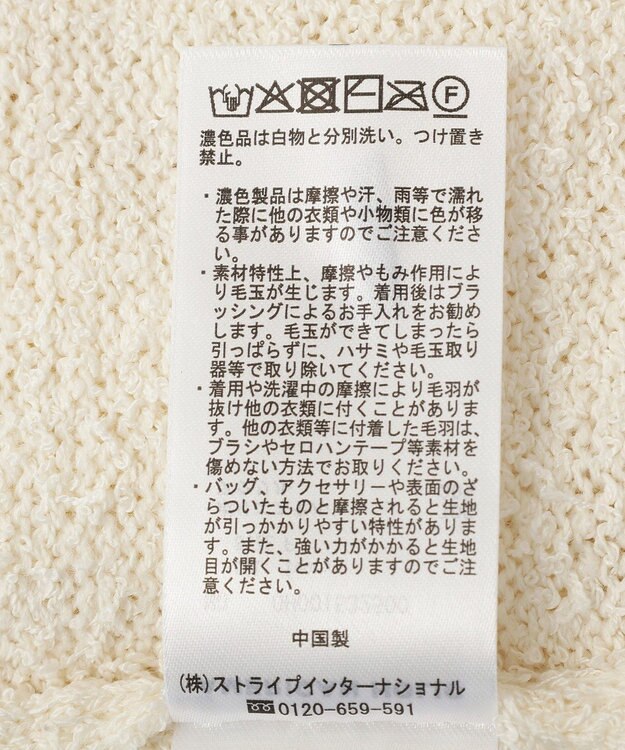 F
濃色品は白物と分別洗い。つけ置き
禁止。
・濃色製品は摩擦や汗、雨等で濡れ
た際に他の衣類や小物類に色が移
る事がありますのでご注意くださ
い。
・素材特性上、摩擦やもみ作用によ
り毛玉が生じます。着用後はブラ
ッシングによるお手入れをお勧め
します。毛玉ができてしまったら
引っぱらずに、ハサミや毛玉取り
器等で取り除いてください。
・着用や洗濯中の摩擦により毛羽が
抜け他の衣類に付くことがありま
す。他の衣類等に付着した毛羽は、
ブラシやセロハンテープ等素材を
傷めない方法でお取りください。
・バッグ、アクセサリーや表面のざ
らついたものと摩擦されると生地
が引っかかりやすい特性がありま
す。また、強い力がかかると生地
目が開くことがありますのでご注
意ください。
中国製
(株)ストライプインターナショナル
0120-659-591